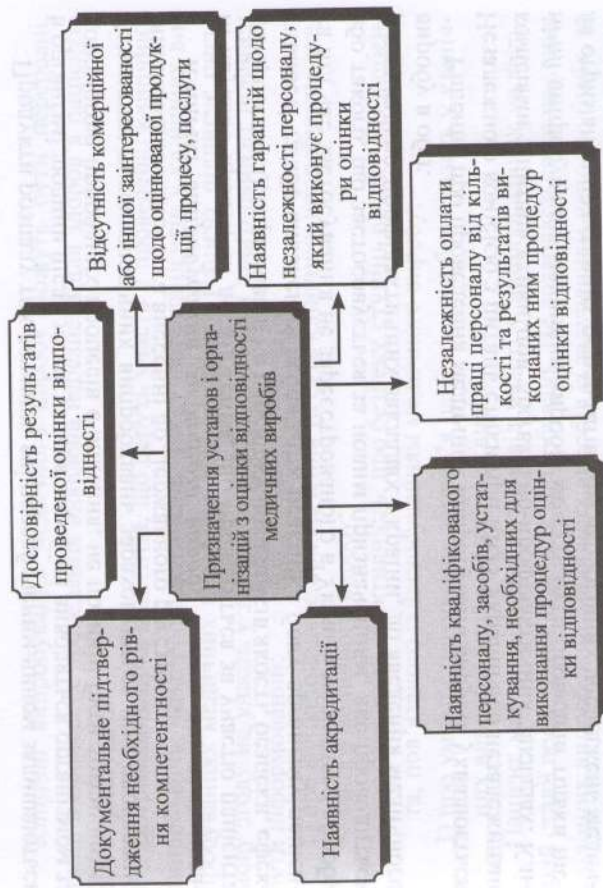 Достовірність результатів
проведеної оцінки відпо-
відності
Документальне підтвер-
дження необхідного рів-
ня компетентності
Відсутність комерційної
або іншої заінтересованості
щодо оцінюваної продук-
ції, процесу, послуги
Призначення установ і орга-
нізацій з оцінки відповідності
медичних виробів
Наявність акредитації
Наявність гарантій щодо
незалежності персоналу,
який виконує процеду-
ри оцінки
відповідності
Наявність кваліфікованого
персоналу, засобів, устат-
кування, необхідних для
виконання процедур оцін-
ки відповідності
Незалежність оплати
праці персоналу від кіль-
кості та результатів ви-
конаних ним процедур
оцінки відповідності